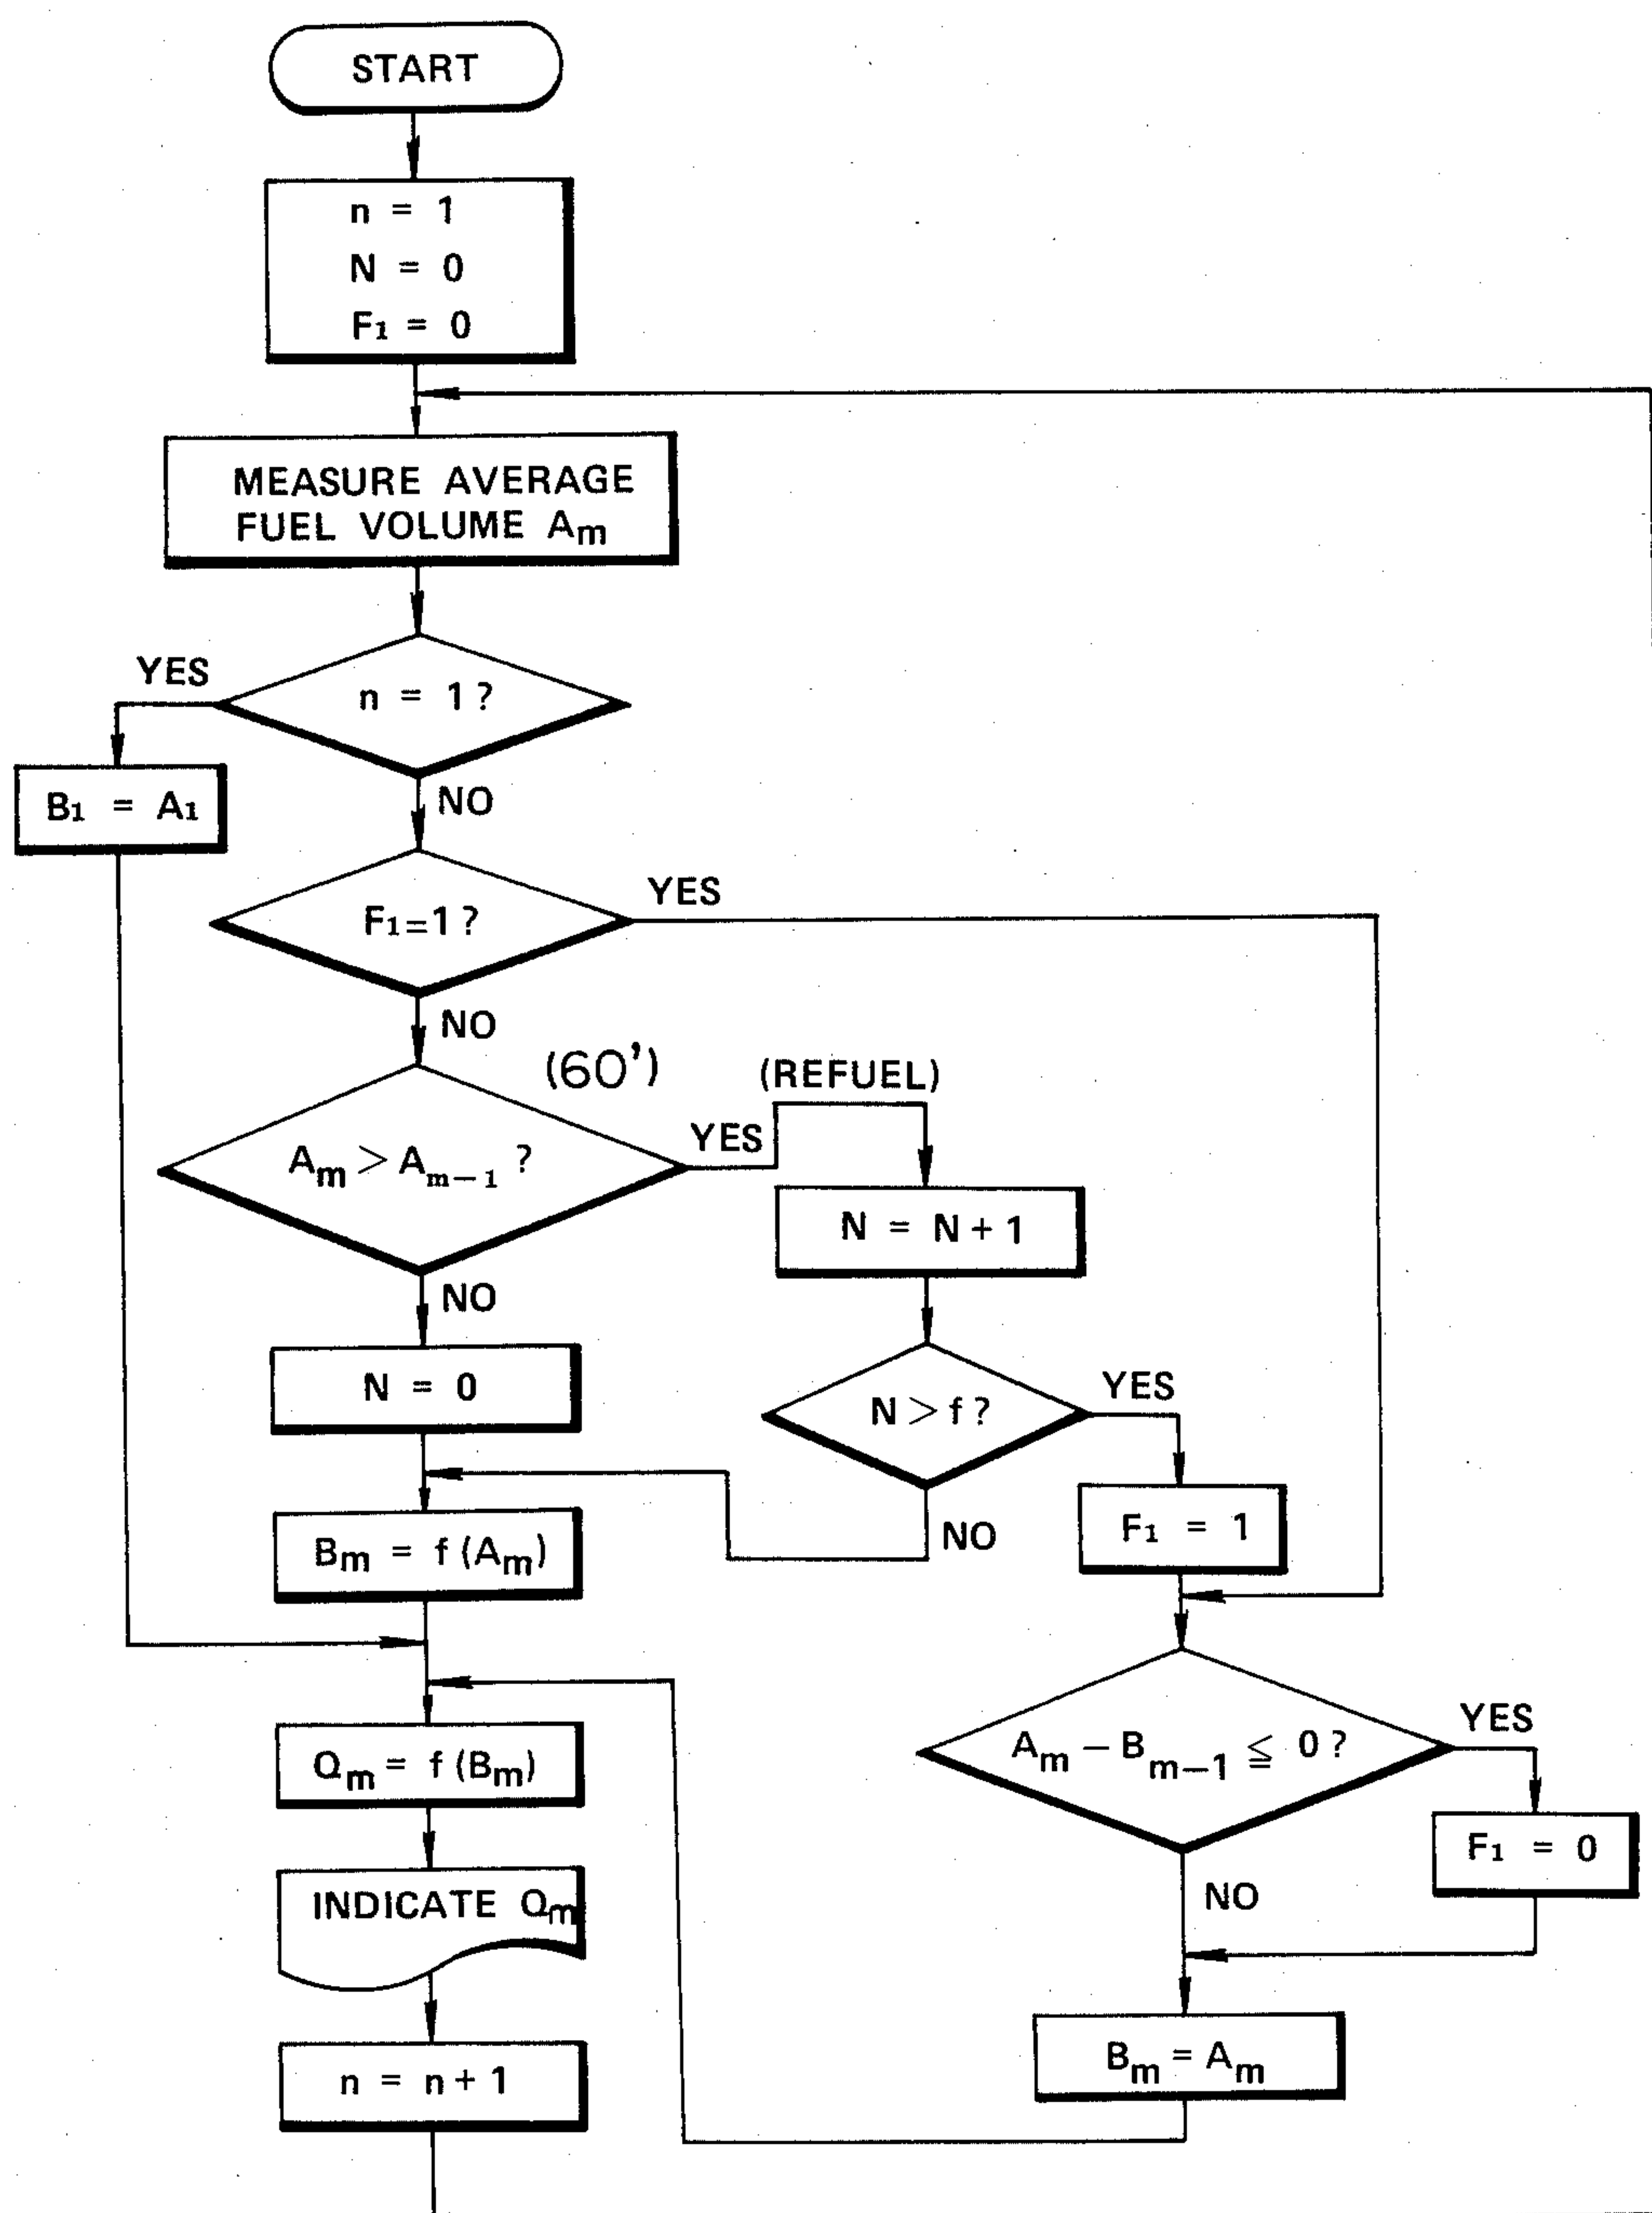 START
n = 1
N = 0
F₁ = 0
MEASURE AVERAGE
FUEL VOLUME Aₘ
YES
n = 1 ?
B₁ = A₁
NO
YES
F₁=1 ?
NO
(60')
(REFUEL)
YES
Aₘ > Aₘ₋₁ ?
N = N + 1
NO
N = 0
YES
N > f ?
NO
F₁ = 1
Bₘ = f (Aₘ)
YES
Aₘ − Bₘ₋₁ ≦ 0 ?
Qₘ = f (Bₘ)
F₁ = 0
NO
INDICATE Qₘ
Bₘ = Aₘ
n = n + 1